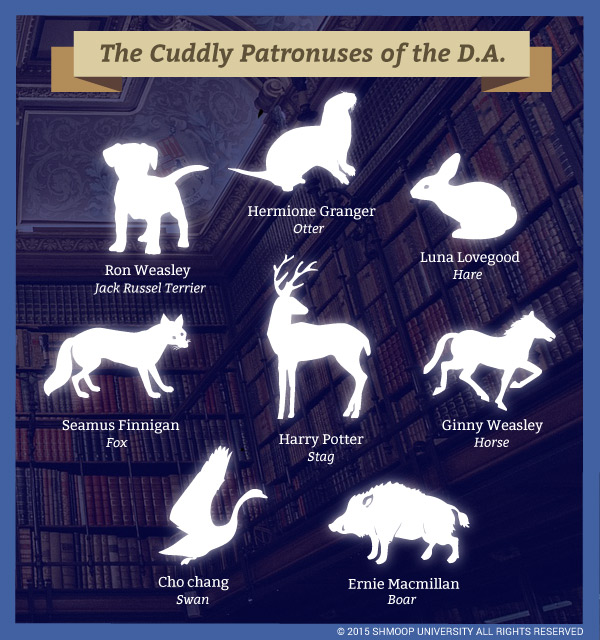 The Cuddly Patronuses of the D.A.
Hermione Granger
Otter
Luna Lovegood
Hare
Ron Weasley
Jack Russel Terrier
Seamus Finnigan
Fox
Harry Potter
Stag
Ginny Weasley
Horse
Cho chang
Swan
Ernie Macmillan
Boar
© 2015 SHMOOP UNIVERSITY ALL RIGHTS RESERVED